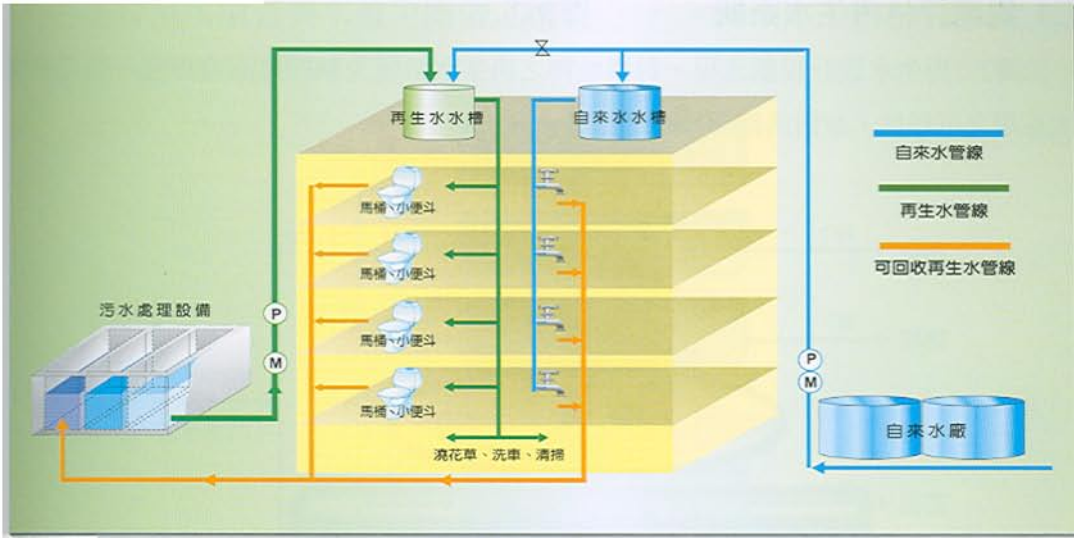 再生水水槽
自來水水槽
自來水管線
再生水管線
可回收再生水管線
馬桶、小便斗
馬桶、小便斗
馬桶、小便斗
馬桶、小便斗
污水處理設備
P
M
P
M
自來水廠
澆花草、洗車、清掃